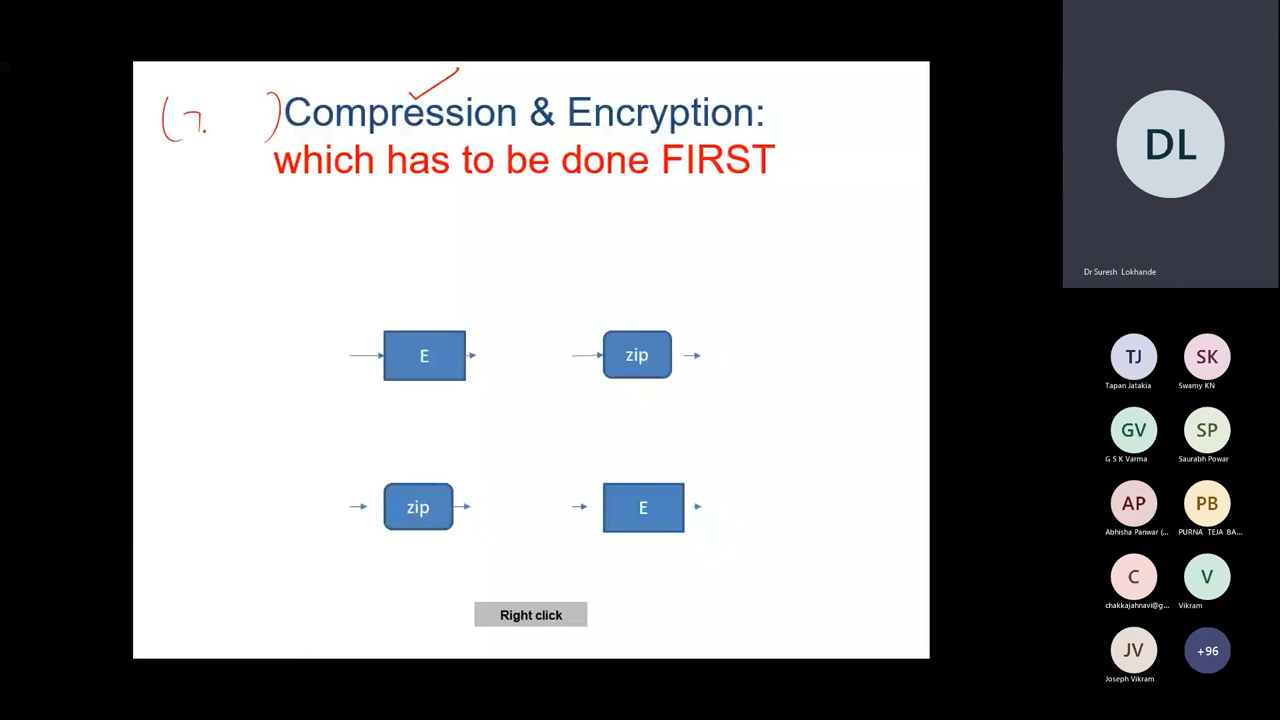 (7. ) Compression & Encryption:
which has to be done FIRST
E
zip
zip
E
Right click
DL
Dr Suresh Lokhande
TJ
SK
Tapan Jatakia
Swamy KN
GV
SP
G S K Varma
Saurabh Powar
AP
PB
Abhisha Panwar (...
PURNA TEJA BA...
C
V
chakkajahnavi@g...
Vikram
JV
+96
Joseph Vikram